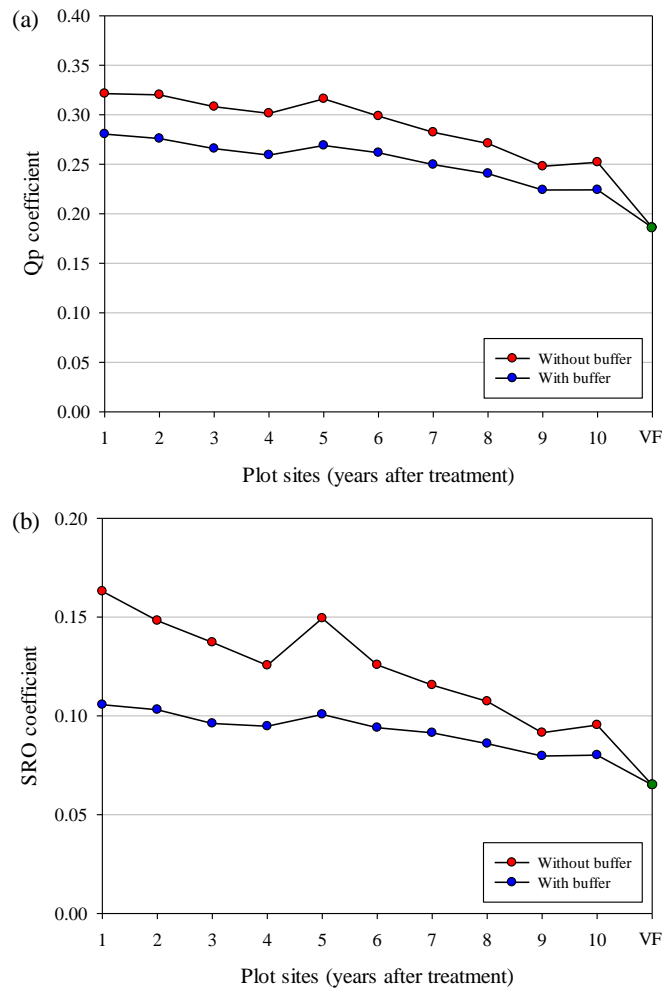 (a)
0.40
0.35
0.30
0.25
0.20
0.15
0.10
0.05
0.00
Qp coefficient
Without buffer
With buffer
1 2 3 4 5 6 7 8 9 10 VF
Plot sites (years after treatment)
(b)
0.20
0.15
0.10
0.05
0.00
SRO coefficient
Without buffer
With buffer
1 2 3 4 5 6 7 8 9 10 VF
Plot sites (years after treatment)